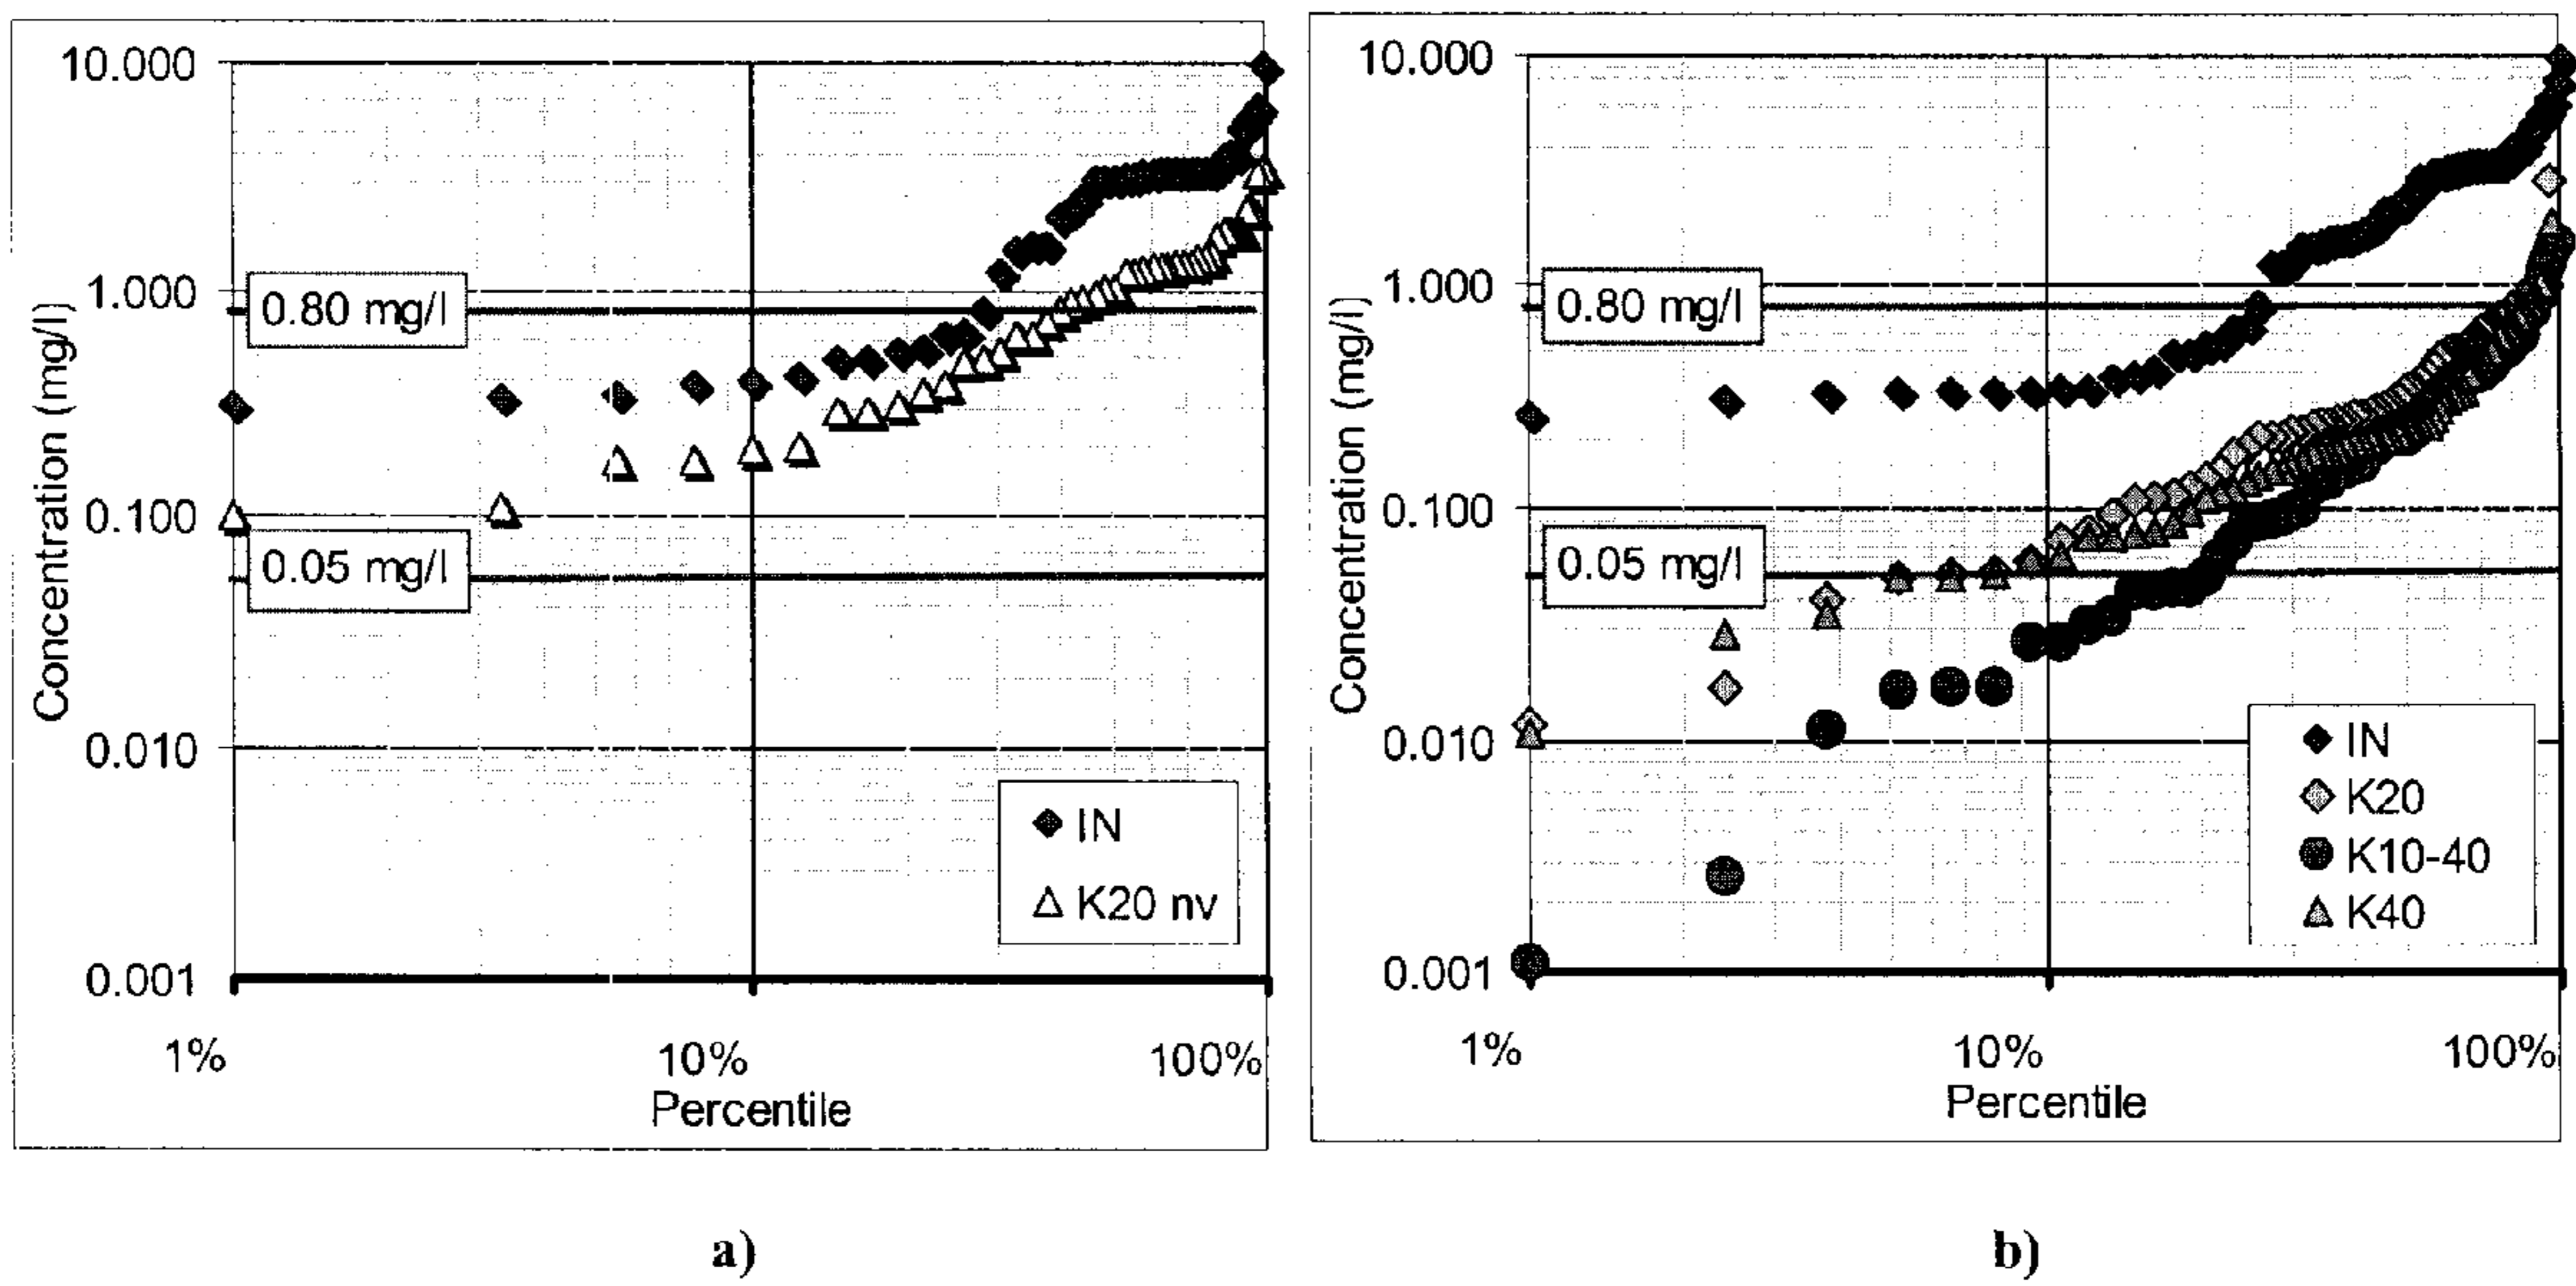 10.000
1.000
0.100
0.010
0.001
Concentration (mg/l)
0.80 mg/l
0.05 mg/l
IN
K20 nv
1%
10%
100%
Percentile
a)
10.000
1.000
0.100
0.010
0.001
Concentration (mg/l)
0.80 mg/l
0.05 mg/l
IN
K20
K10-40
K40
1%
10%
100%
Percentile
b)